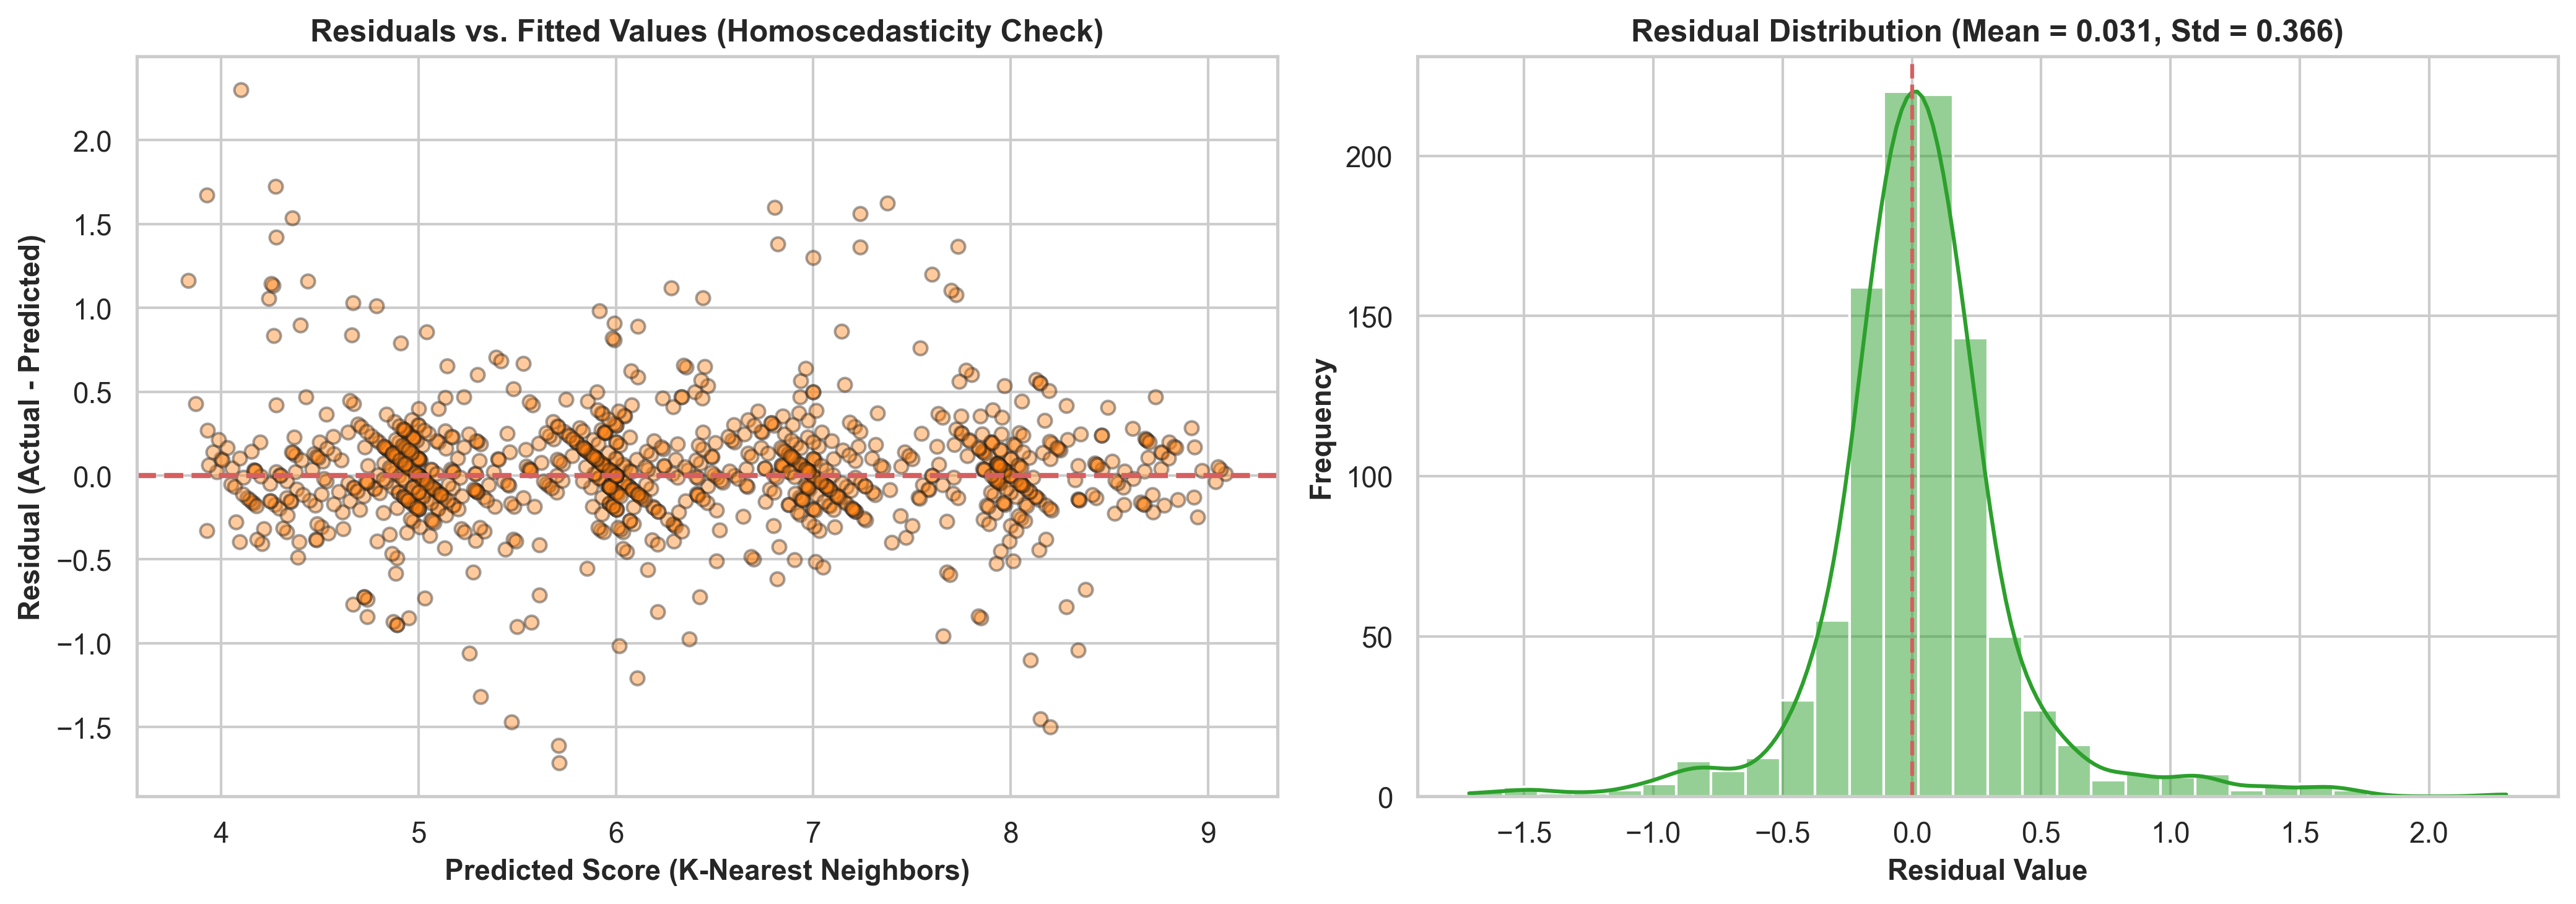 Residuals vs. Fitted Values (Homoscedasticity Check)
Residual (Actual - Predicted)
2.0
1.5
1.0
0.5
0.0
−0.5
−1.0
−1.5
4 5 6 7 8 9
Predicted Score (K-Nearest Neighbors)
Residual Distribution (Mean = 0.031, Std = 0.366)
Frequency
200
150
100
50
0
−1.5 −1.0 −0.5 0.0 0.5 1.0 1.5 2.0
Residual Value